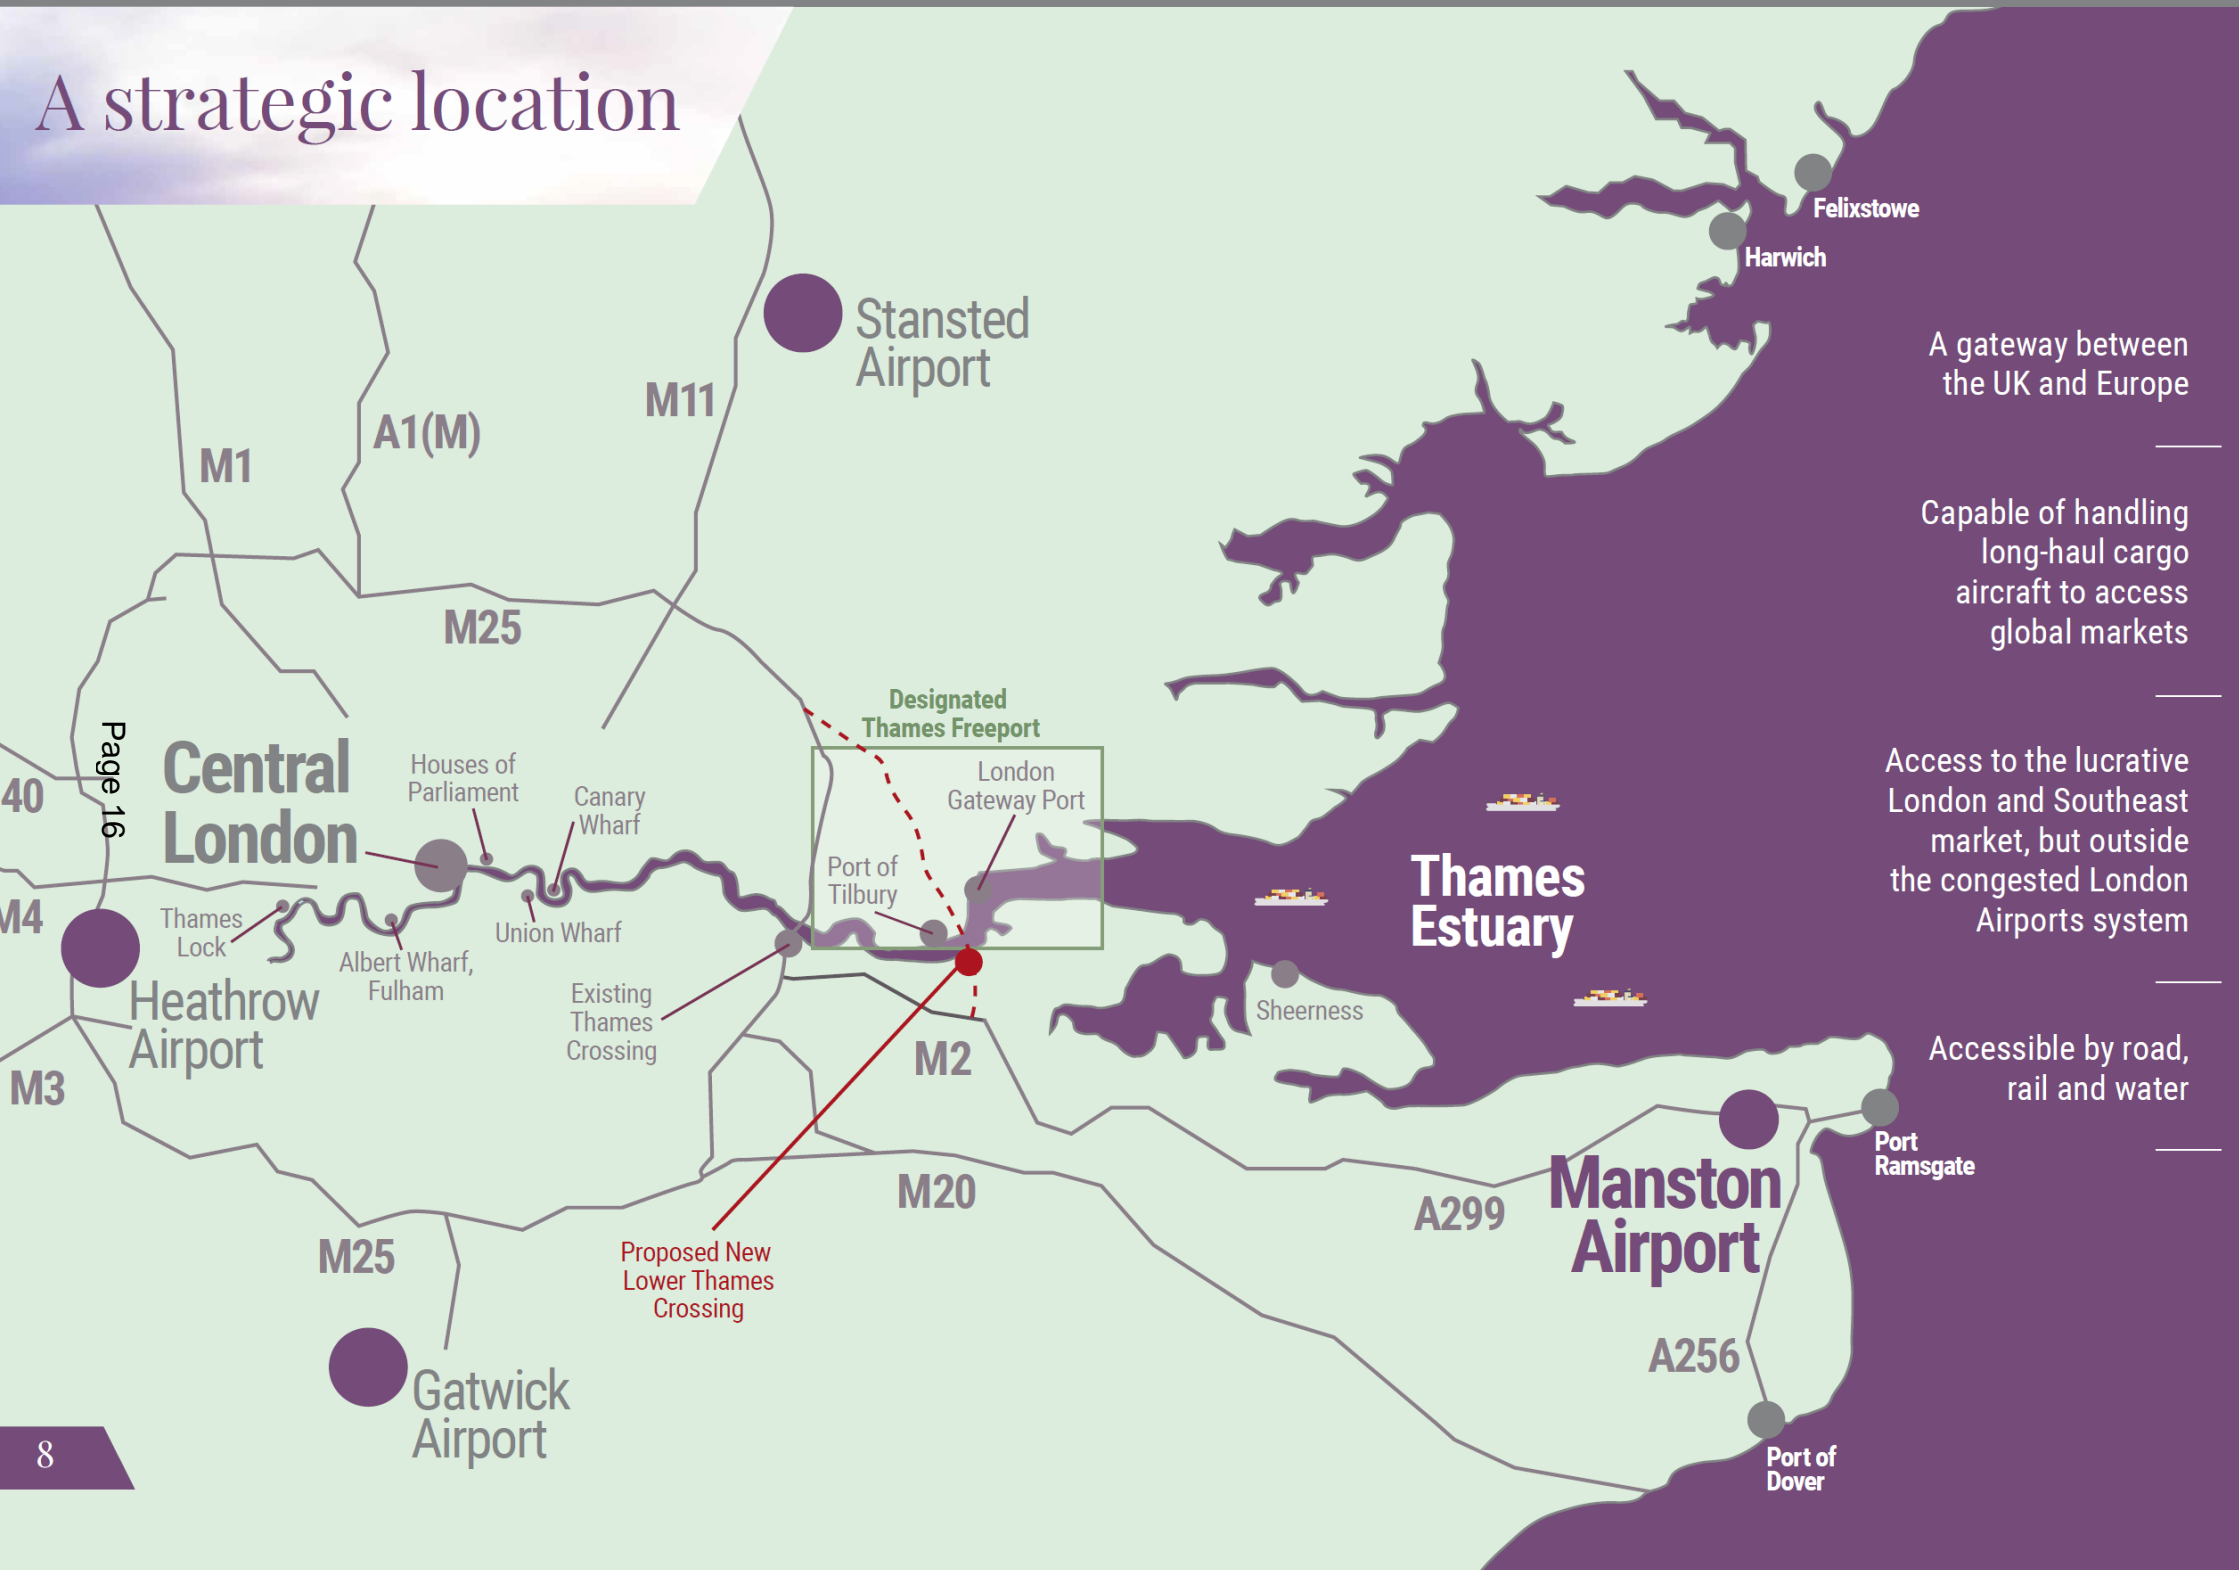 A strategic location
Felixstowe
Harwich
Stansted
Airport
M11
A1(M)
M1
M25
A gateway between
the UK and Europe
Capable of handling
long-haul cargo
aircraft to access
global markets
Access to the lucrative
London and Southeast
market, but outside
the congested London
Airports system
Accessible by road,
rail and water
Designated
Thames Freeport
London
Gateway Port
Port of
Tilbury
Page 16
40
Central
London
Houses of
Parliament
Canary
Wharf
Thames
Estuary
M4
Thames
Lock
Albert Wharf,
Fulham
Union Wharf
Existing
Thames
Crossing
Sheerness
Heathrow
Airport
M3
M2
Port
Ramsgate
Manston
Airport
M20
A299
M25
Proposed New
Lower Thames
Crossing
A256
Gatwick
Airport
Port of
Dover
8